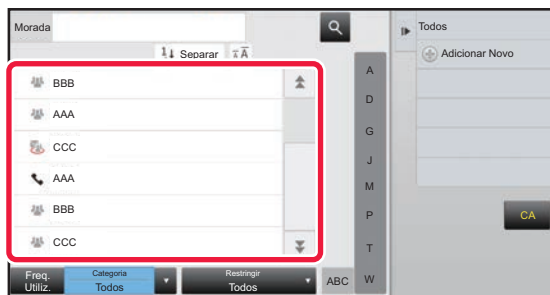 Morada
Separar
Todos
Adicionar Novo
BBB
AAA
CCC
AAA
BBB
CCC
A
D
G
J
M
P
T
W
CA
Freq.
Utiliz.
Categoria
Todos
Restringir
Todos
ABC